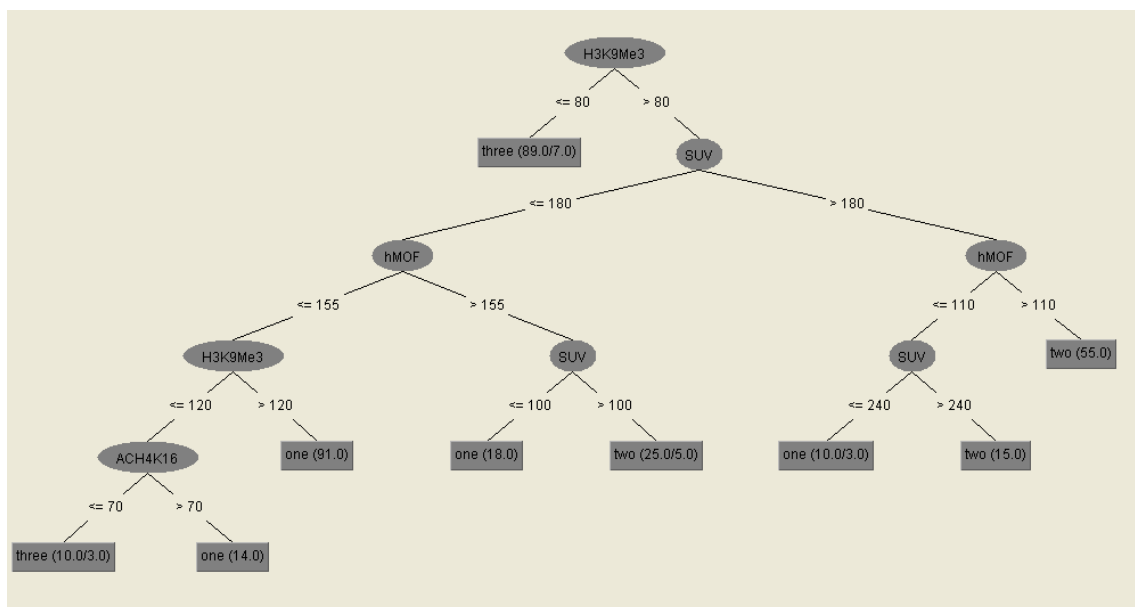 H3K9Me3
<= 80 > 80
three (89.0/7.0) SUV
<= 180 > 180
hMOF hMOF
<= 155 > 155 <= 110 > 110
H3K9Me3 SUV SUV two (55.0)
<= 120 > 120 <= 100 > 100 <= 240 > 240
ACH4K16 one (91.0) one (18.0) two (25.0/5.0) one (10.0/3.0) two (15.0)
<= 70 > 70
three (10.0/3.0) one (14.0)